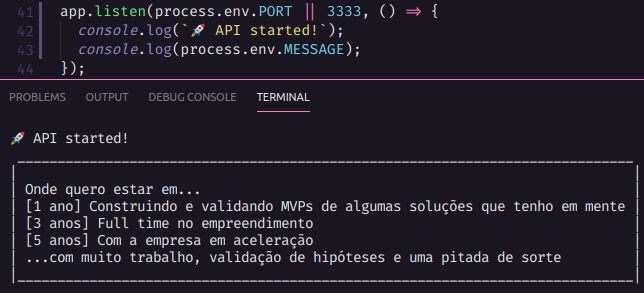 41 app.listen(process.env.PORT || 3333, () => {
42 console.log(`🚀 API started!`);
43 console.log(process.env.MESSAGE);
44 });
PROBLEMS OUTPUT DEBUG CONSOLE TERMINAL
🚀 API started!
Onde quero estar em...
[1 ano] Construindo e validando MVPs de algumas soluções que tenho em mente
[3 anos] Full time no empreendimento
[5 anos] Com a empresa em aceleração
...com muito trabalho, validação de hipóteses e uma pitada de sorte